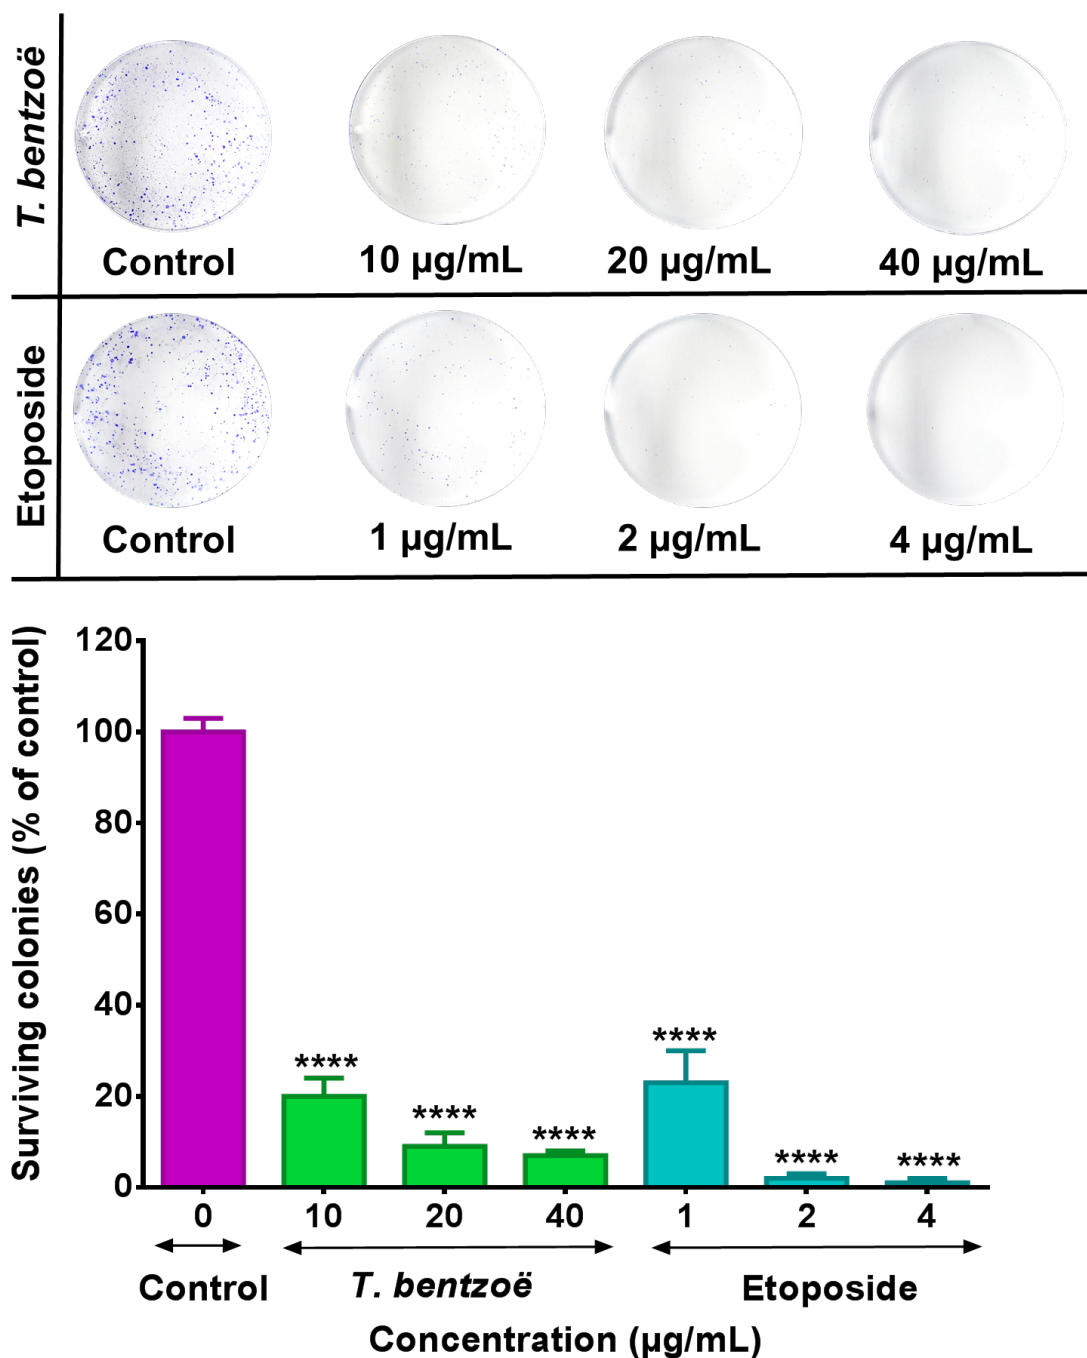 T. bentzoë
Control
10 µg/mL
20 µg/mL
40 µg/mL
Etoposide
Control
1 µg/mL
2 µg/mL
4 µg/mL
Surviving colonies (% of control)
120
100
80
60
40
20
0
****
****
****
****
****
****
0
10
20
40
1
2
4
Control
T. bentzoë
Etoposide
Concentration (µg/mL)